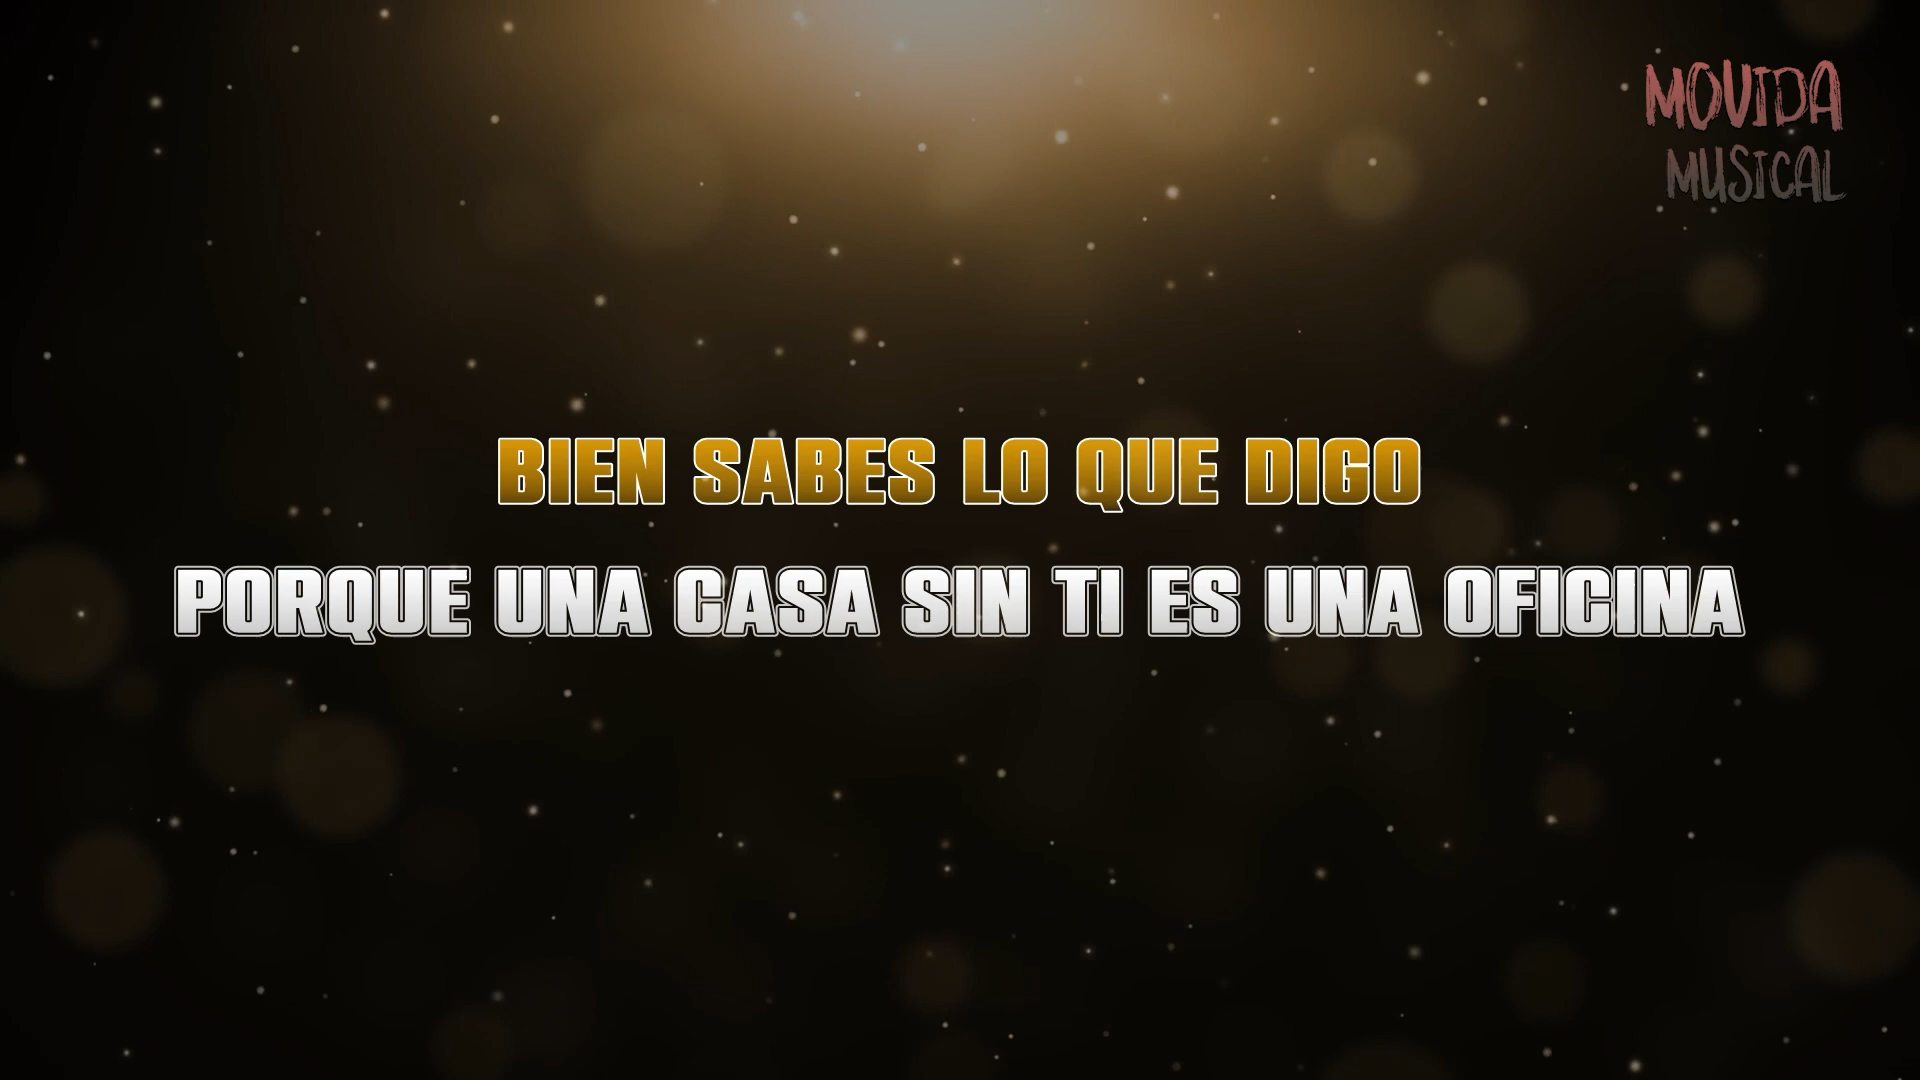 MOVIDA
MUSICAL
BIEN SABES LO QUE DIGO
PORQUE UNA CASA SIN TI ES UNA OFICINA